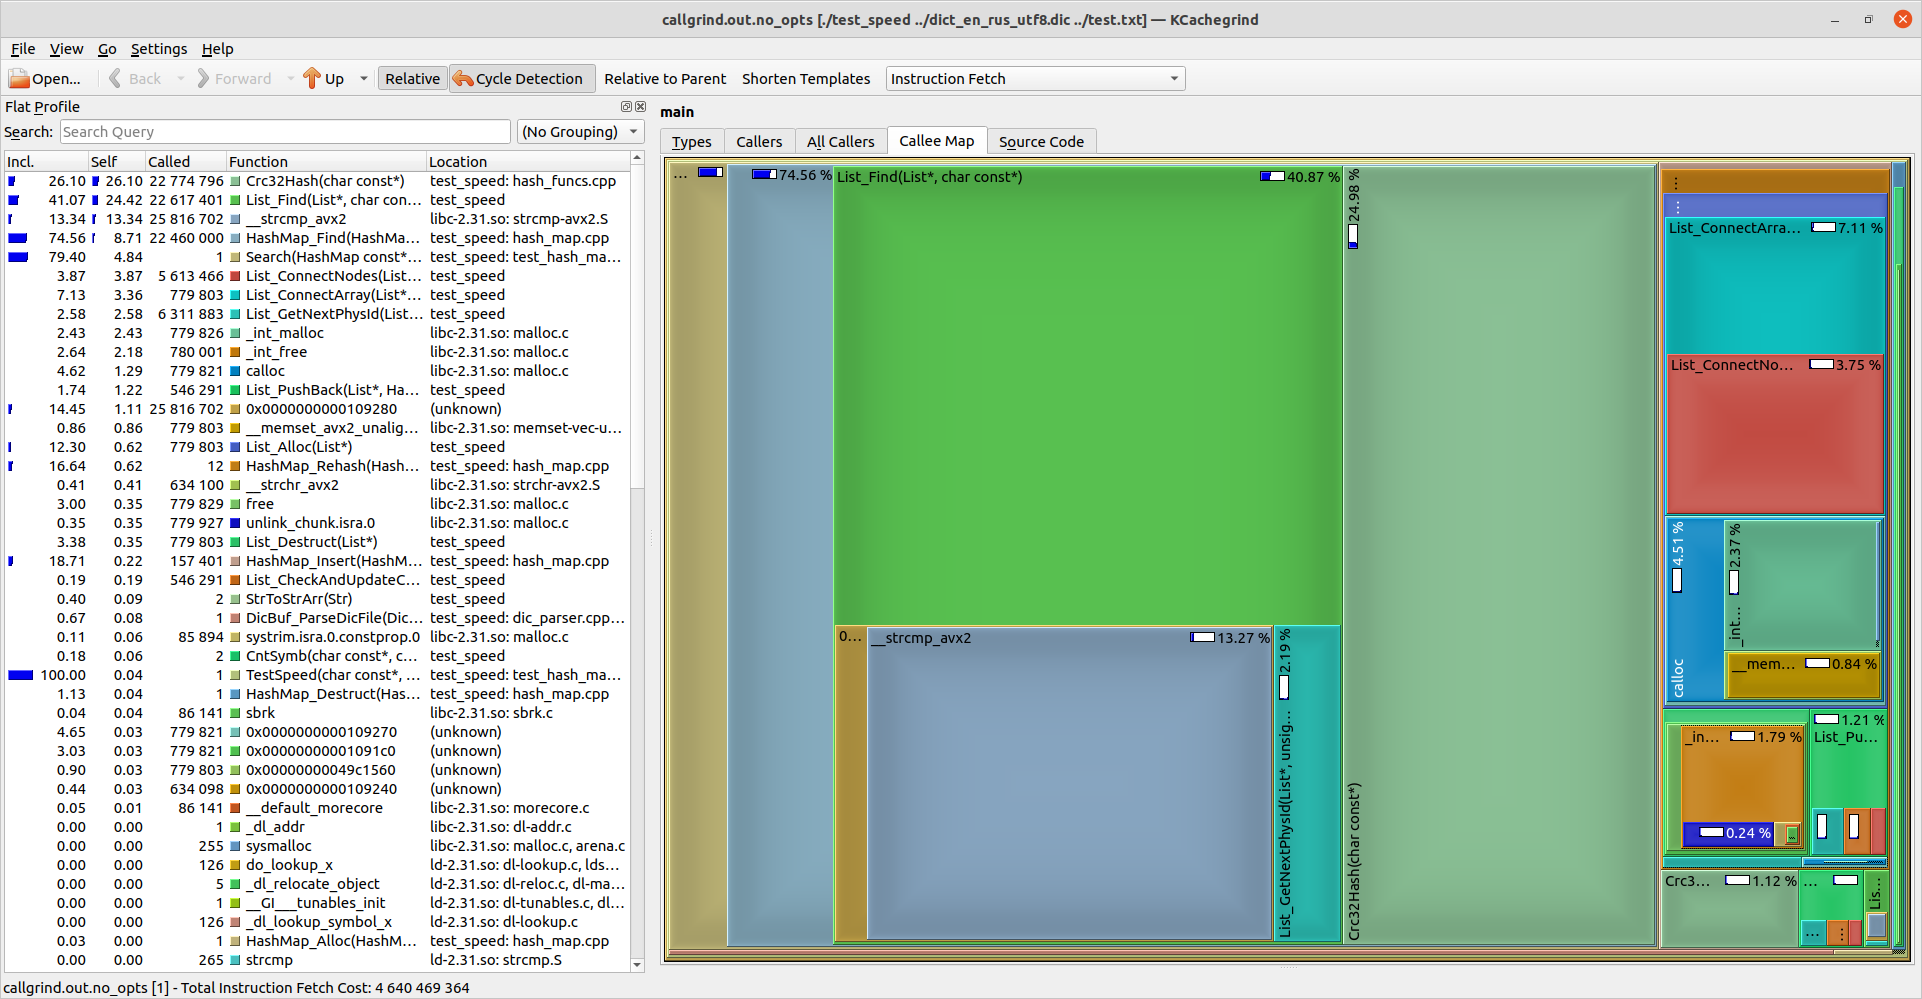 callgrind.out.no_opts [./test_speed ../dict_en_rus_utf8.dic ../test.txt] — KCachegrind
File View Go Settings Help
Open... Back Forward Up Relative Cycle Detection Relative to Parent Shorten Templates Instruction Fetch
Flat Profile
Search: Search Query (No Grouping)
Incl. Self Called Function Location
26.10 26.10 22 774 796 Crc32Hash(char const*) test_speed: hash_funcs.cpp
41.07 24.42 22 617 401 List_Find(List*, char con... test_speed
13.34 13.34 25 816 702 __strcmp_avx2 libc-2.31.so: strcmp-avx2.S
74.56 8.71 22 460 000 HashMap_Find(HashMa... test_speed: hash_map.cpp
79.40 4.84 1 Search(HashMap const*... test_speed: test_hash_ma...
3.87 3.87 5 613 466 List_ConnectNodes(List... test_speed
7.13 3.36 779 803 List_ConnectArray(List*... test_speed
2.58 2.58 6 311 883 List_GetNextPhysId(List... test_speed
2.43 2.43 779 826 _int_malloc libc-2.31.so: malloc.c
2.64 2.18 780 001 _int_free libc-2.31.so: malloc.c
4.62 1.29 779 821 calloc libc-2.31.so: malloc.c
1.74 1.22 546 291 List_PushBack(List*, Ha... test_speed
14.45 1.11 25 816 702 0x0000000000109280 (unknown)
0.86 0.86 779 803 __memset_avx2_unalig... libc-2.31.so: memset-vec-u...
12.30 0.62 779 803 List_Alloc(List*) test_speed
16.64 0.62 12 HashMap_Rehash(Hash... test_speed: hash_map.cpp
0.41 0.41 634 100 __strchr_avx2 libc-2.31.so: strchr-avx2.S
3.00 0.35 779 829 free libc-2.31.so: malloc.c
0.35 0.35 779 927 unlink_chunk.isra.0 libc-2.31.so: malloc.c
3.38 0.35 779 803 List_Destruct(List*) test_speed
18.71 0.22 157 401 HashMap_Insert(HashM... test_speed: hash_map.cpp
0.19 0.19 546 291 List_CheckAndUpdateC... test_speed
0.40 0.09 2 StrToStrArr(Str) test_speed
0.67 0.08 1 DicBuf_ParseDicFile(Dic... test_speed: dic_parser.cpp...
0.11 0.06 85 894 systrim.isra.0.constprop.0 libc-2.31.so: malloc.c
0.18 0.06 2 CntSymb(char const*, c... test_speed
100.00 0.04 1 TestSpeed(char const*, ... test_speed: test_hash_ma...
1.13 0.04 1 HashMap_Destruct(Has... test_speed: hash_map.cpp
0.04 0.04 86 141 sbrk libc-2.31.so: sbrk.c
4.65 0.03 779 821 0x0000000000109270 (unknown)
3.03 0.03 779 821 0x00000000001091c0 (unknown)
0.90 0.03 779 803 0x00000000049c1560 (unknown)
0.44 0.03 634 098 0x0000000000109240 (unknown)
0.05 0.01 86 141 __default_morecore libc-2.31.so: morecore.c
0.00 0.00 1 _dl_addr libc-2.31.so: dl-addr.c
0.00 0.00 255 sysmalloc libc-2.31.so: malloc.c, arena.c
0.00 0.00 126 do_lookup_x ld-2.31.so: dl-lookup.c, lds...
0.00 0.00 5 _dl_relocate_object ld-2.31.so: dl-reloc.c, dl-ma...
0.00 0.00 1 __GI___tunables_init ld-2.31.so: dl-tunables.c, dl...
0.00 0.00 126 _dl_lookup_symbol_x ld-2.31.so: dl-lookup.c
0.03 0.00 1 HashMap_Alloc(HashM... test_speed: hash_map.cpp
0.00 0.00 265 strcmp ld-2.31.so: strcmp.S
main
Types Callers All Callers Callee Map Source Code
...
74.56 %
List_Find(List*, char const*) 40.87 %
0...
__strcmp_avx2 13.27 %
List_GetNextPhysId(List*, unsig... 2.19 %
Crc32Hash(char const*) 24.98 %
...
...
List_ConnectArra... 7.11 %
List_ConnectNo... 3.75 %
calloc 4.51 %
_int... 2.37 %
__mem... 0.84 %
_in... 1.79 %
0.24 %
1.21 %
List_Pu...
Crc3... 1.12 %
...
Lis...
...
...
callgrind.out.no_opts [1] - Total Instruction Fetch Cost: 4 640 469 364